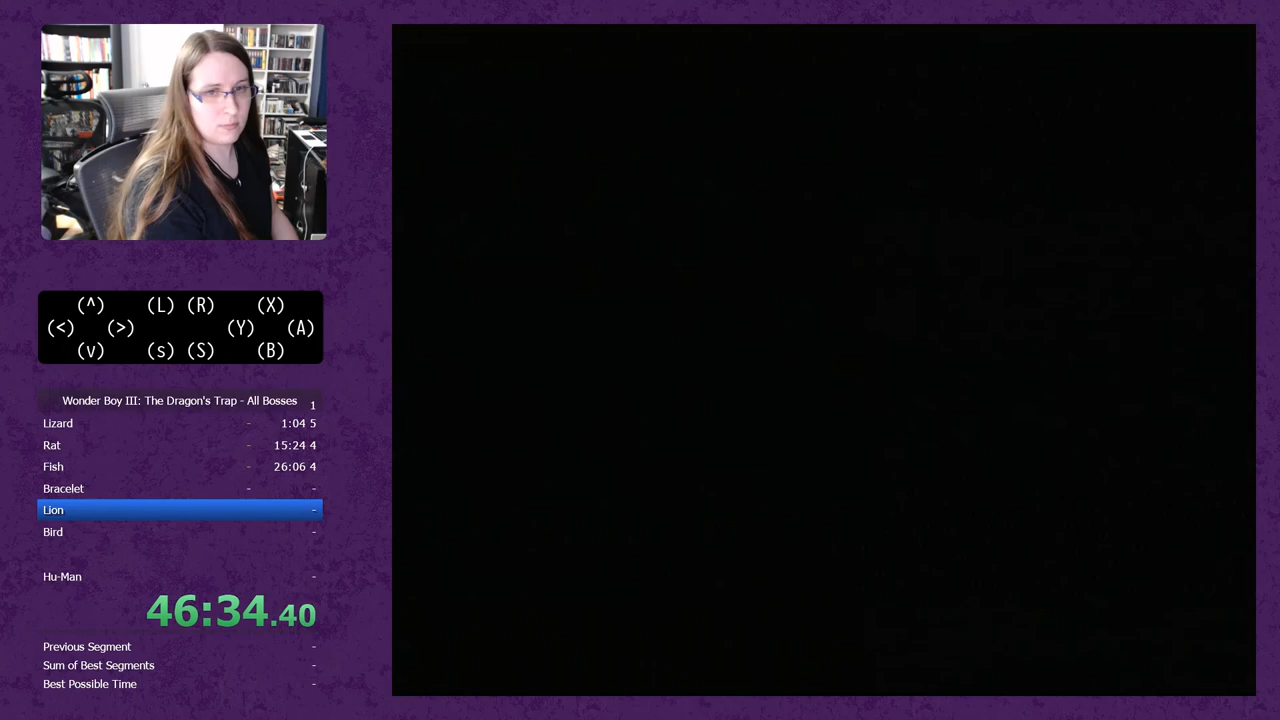 (^) (L) (R) (X)
(<) (>) (Y) (A)
(v) (s) (S) (B)
Wonder Boy III: The Dragon's Trap - All Bosses 1
Lizard - 1:04 5
Rat - 15:24 4
Fish - 26:06 4
Bracelet - -
Lion -
Bird -
Hu-Man -
46:34.40
Previous Segment -
Sum of Best Segments -
Best Possible Time -